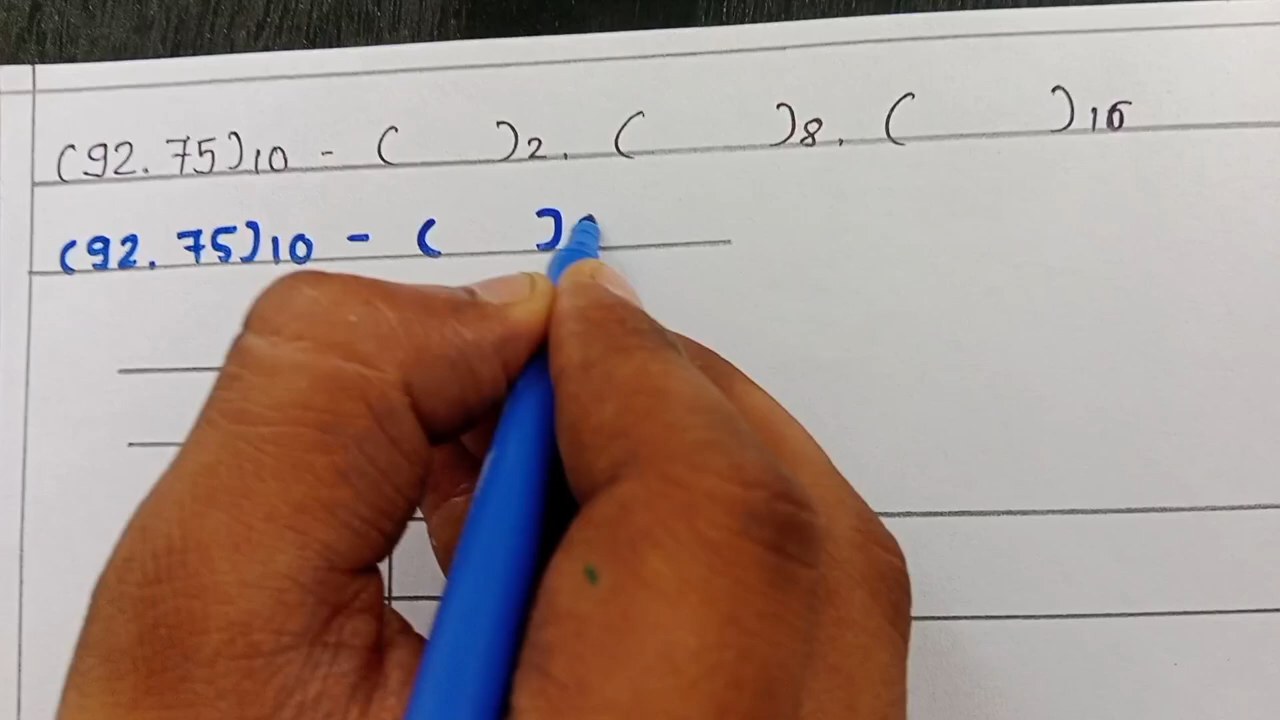 (92.75)10 - (      )2, (      )8, (      )16
(92.75)10 - (      )